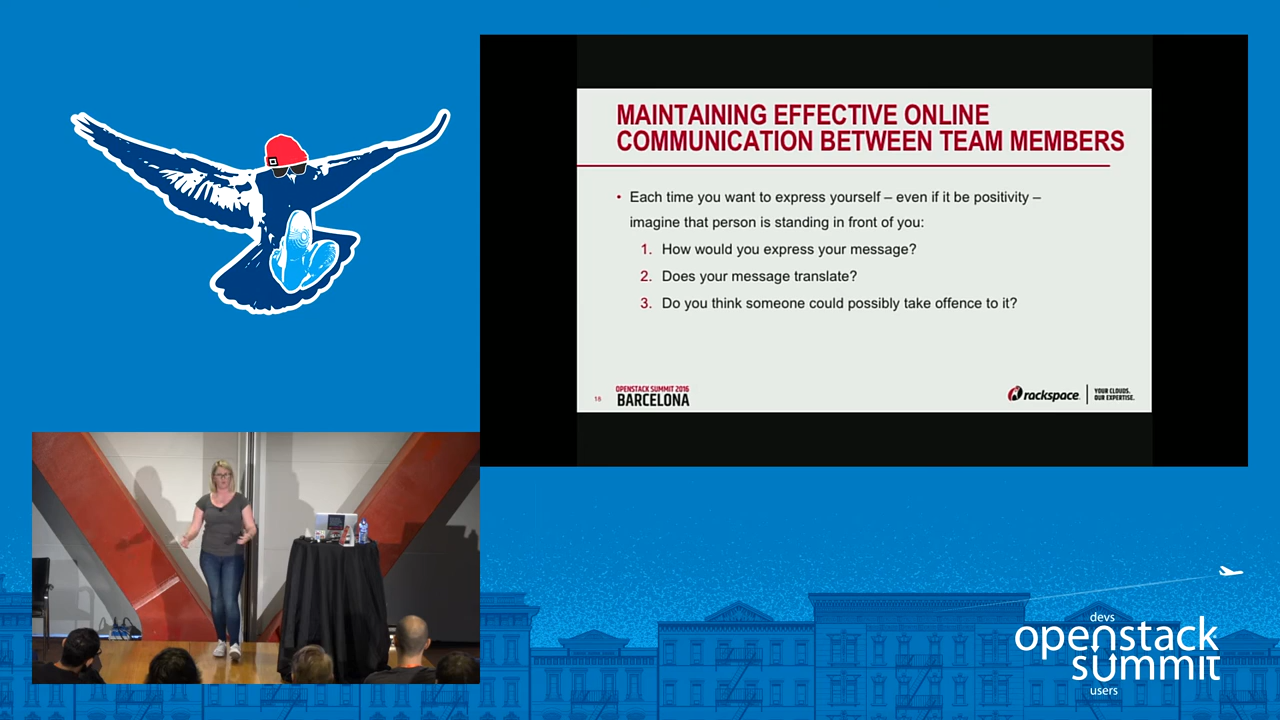 MAINTAINING EFFECTIVE ONLINE
COMMUNICATION BETWEEN TEAM MEMBERS
• Each time you want to express yourself – even if it be positivity –
imagine that person is standing in front of you:
1. How would you express your message?
2. Does your message translate?
3. Do you think someone could possibly take offence to it?
16
OPENSTACK SUMMIT 2016
BARCELONA
rackspace
YOUR CLOUDS.
OUR EXPERTISE.
devs
openstack
summit
users